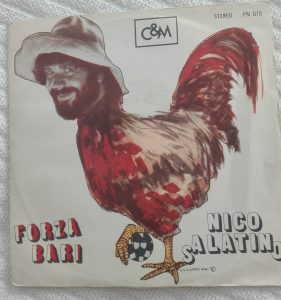 C&M
STEREO PN 015
FORZA
BARI
NICO
SALATINO